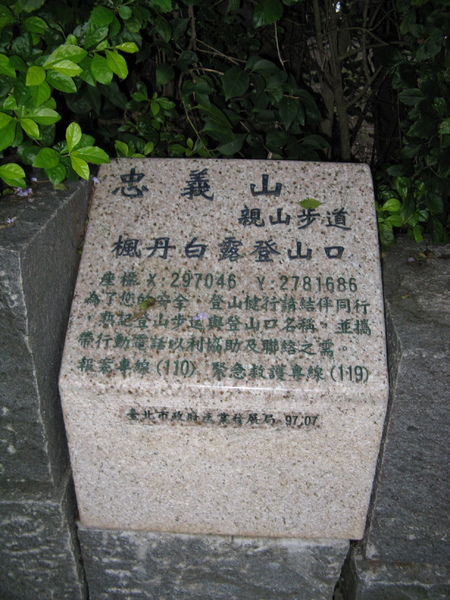 忠義山
親山步道
楓丹白露登山口
座標 X:297046 Y:2781686
為了您的安全，登山健行請結伴同行
，熟記登山步道與登山口名稱，並攜
帶行動電話以利協助及聯絡之需。
報案專線(110) 緊急救護專線(119)
臺北市政府產業發展局 97.07